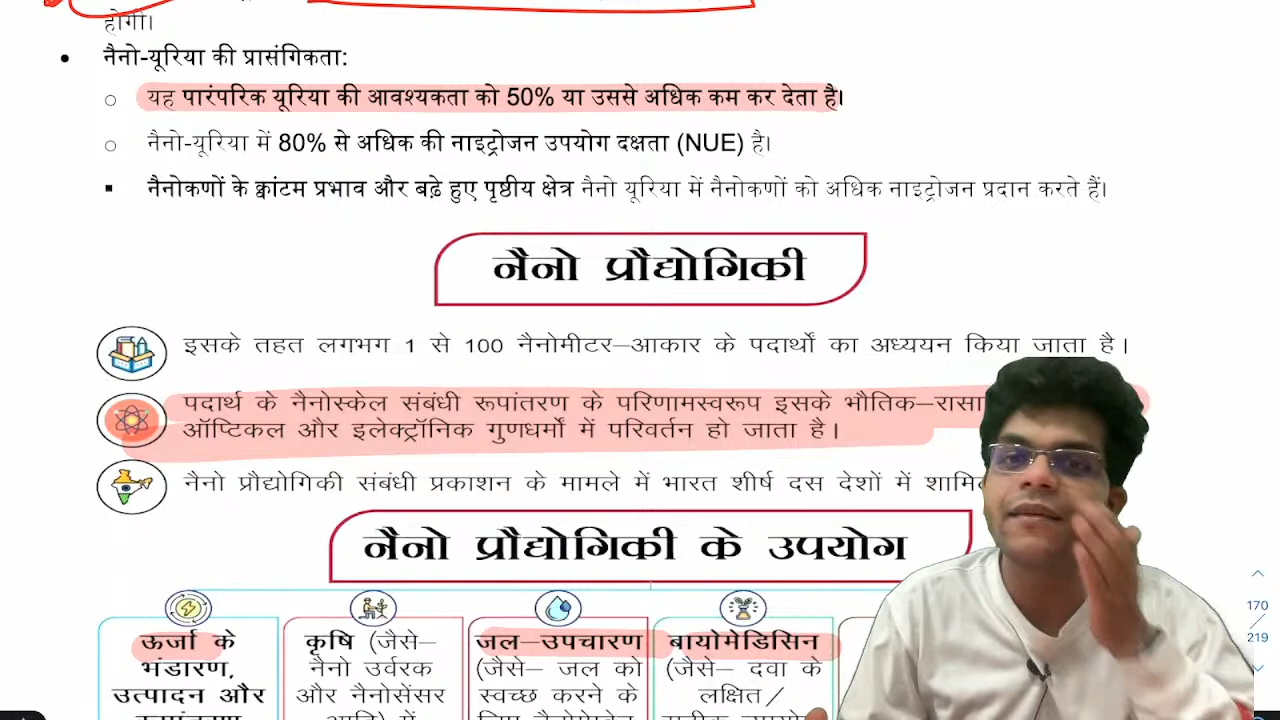 होगी।
• नैनो-यूरिया की प्रासंगिकता:
○ यह पारंपरिक यूरिया की आवश्यकता को 50% या उससे अधिक कम कर देता है।
○ नैनो-यूरिया में 80% से अधिक की नाइट्रोजन उपयोग दक्षता (NUE) है।
▪ नैनोकणों के क्वांटम प्रभाव और बढ़े हुए पृष्ठीय क्षेत्र नैनो यूरिया में नैनोकणों को अधिक नाइट्रोजन प्रदान करते हैं।
नैनो प्रौद्योगिकी
इसके तहत लगभग 1 से 100 नैनोमीटर–आकार के पदार्थों का अध्ययन किया जाता है।
पदार्थ के नैनोस्केल संबंधी रूपांतरण के परिणामस्वरूप इसके भौतिक–
ऑप्टिकल और इलेक्ट्रॉनिक गुणधर्मों में परिवर्तन हो जाता है।
नैनो प्रौद्योगिकी संबंधी प्रकाशन के मामले में भारत शीर्ष दस देशों में
नैनो प्रौद्योगिकी के उपयोग
ऊर्जा के
भंडारण,
उत्पादन और
कृषि (जैसे–
नैनो उर्वरक
और नैनोसेंसर
जल–उपचारण
(जैसे– जल को
स्वच्छ करने के
बायोमेडिसिन
(जैसे– दवा के
लक्षित/
170
/
219